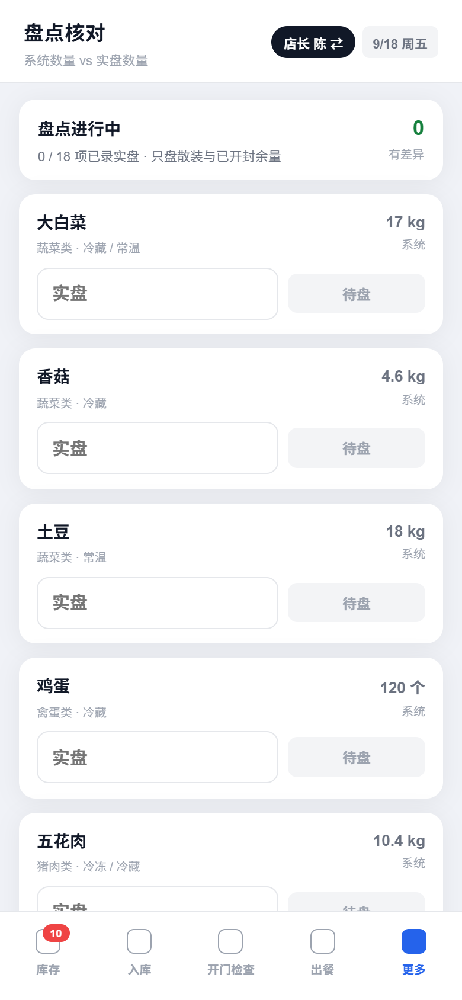 盘点核对
系统数量 vs 实盘数量
店长 陈 ⇄
9/18 周五
盘点进行中
0
0 / 18 项已录实盘 · 只盘散装与已开封余量
有差异
大白菜
17 kg
蔬菜类 · 冷藏 / 常温
系统
实盘
待盘
香菇
4.6 kg
蔬菜类 · 冷藏
系统
实盘
待盘
土豆
18 kg
蔬菜类 · 常温
系统
实盘
待盘
鸡蛋
120 个
禽蛋类 · 冷藏
系统
实盘
待盘
五花肉
10.4 kg
猪肉类 · 冷冻 / 冷藏
系统
实盘
待盘
10
库存
入库
开门检查
出餐
更多